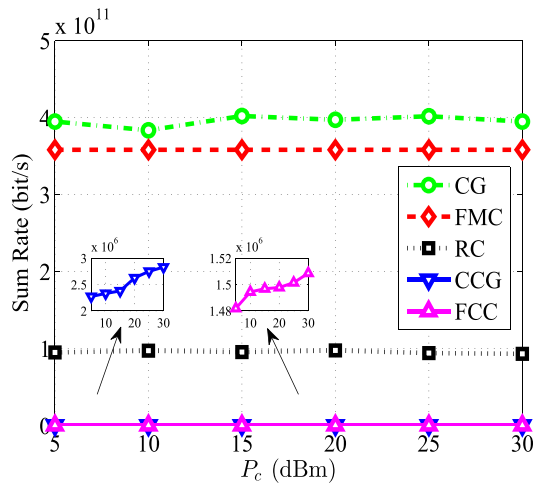 x 10^11
5
4
3
2
1
0
Sum Rate (bit/s)
5 10 15 20 25 30
P_c (dBm)
CG
FMC
RC
CCG
FCC
x 10^6
3
2.5
2
10 20 30
x 10^6
1.52
1.5
1.48
10 20 30